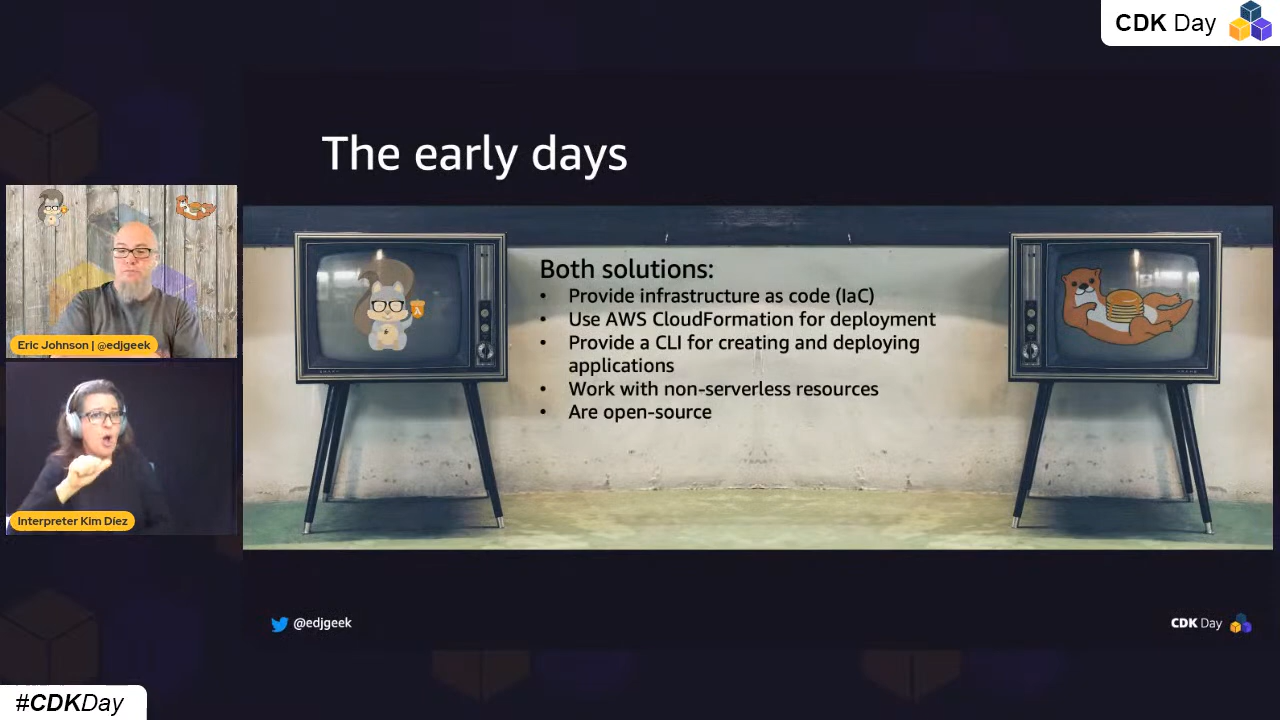 CDK Day
The early days
Both solutions:
• Provide infrastructure as code (IaC)
• Use AWS CloudFormation for deployment
• Provide a CLI for creating and deploying
applications
• Work with non-serverless resources
• Are open-source
Eric Johnson | @edjgeek
Interpreter Kim Díez
@edjgeek
CDK Day
#CDKDay